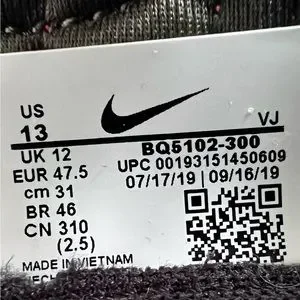 US
13
VJ
UK 12
BQ5102-300
EUR 47.5
UPC 00193151450609
cm 31
07/17/19 | 09/16/19
BR 46
CN 310
(2.5)
MADE IN VIETNAM